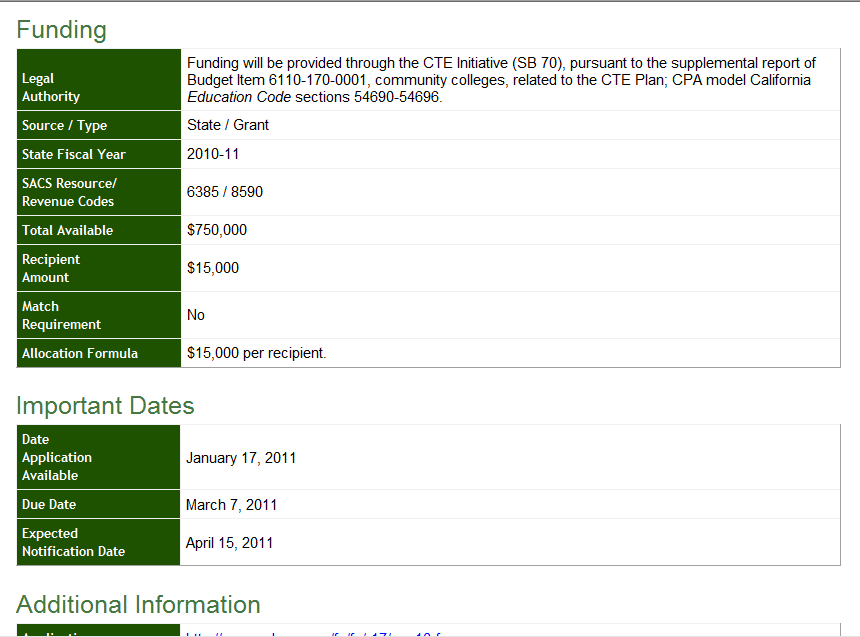 Funding
Legal
Authority
Funding will be provided through the CTE Initiative (SB 70), pursuant to the supplemental report of
Budget Item 6110-170-0001, community colleges, related to the CTE Plan; CPA model California
Education Code sections 54690-54696.
Source / Type
State / Grant
State Fiscal Year
2010-11
SACS Resource/
Revenue Codes
6385 / 8590
Total Available
$750,000
Recipient
Amount
$15,000
Match
Requirement
No
Allocation Formula
$15,000 per recipient.
Important Dates
Date
Application
Available
January 17, 2011
Due Date
March 7, 2011
Expected
Notification Date
April 15, 2011
Additional Information